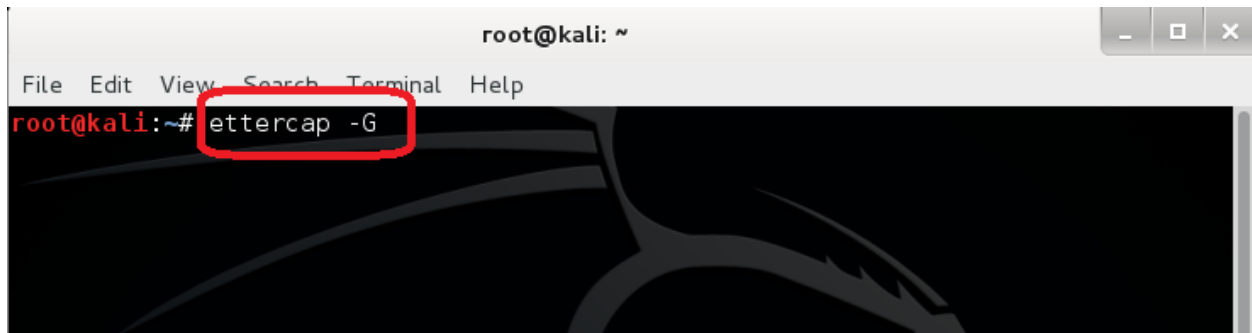 root@kali: ~
File Edit View Search Terminal Help
root@kali:~# ettercap -G